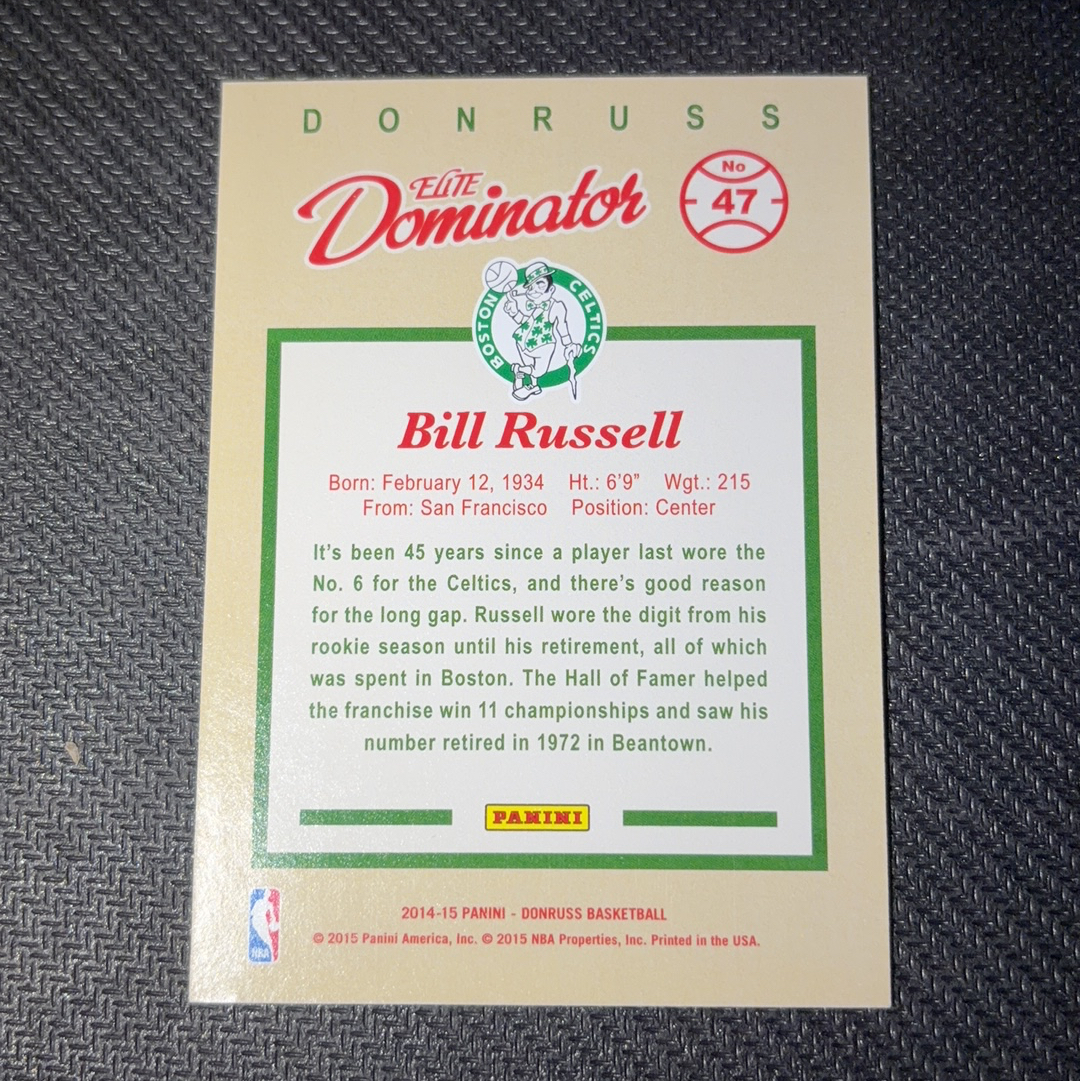 DONRUSS
ELITE
Dominator
No
47
BOSTON CELTICS
Bill Russell
Born: February 12, 1934 Ht.: 6'9” Wgt.: 215
From: San Francisco Position: Center
It's been 45 years since a player last wore the
No. 6 for the Celtics, and there's good reason
for the long gap. Russell wore the digit from his
rookie season until his retirement, all of which
was spent in Boston. The Hall of Famer helped
the franchise win 11 championships and saw his
number retired in 1972 in Beantown.
PANINI
NBA
2014-15 PANINI - DONRUSS BASKETBALL
© 2015 Panini America, Inc. © 2015 NBA Properties, Inc. Printed in the USA.